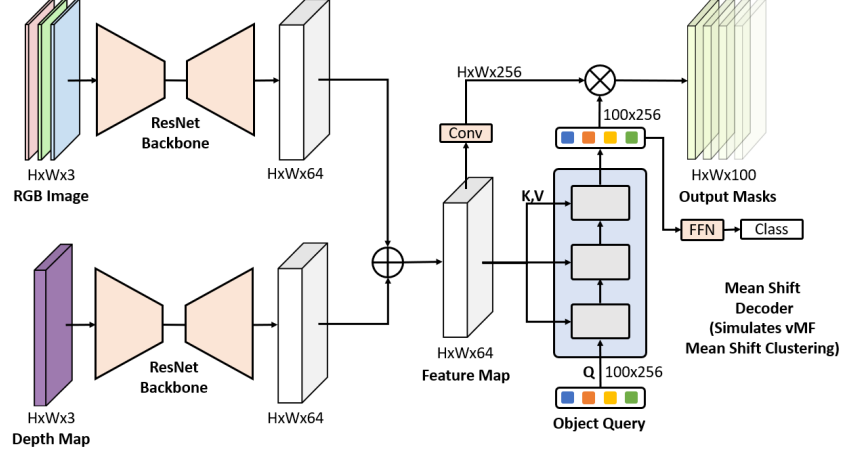 HxWx3
RGB Image
ResNet
Backbone
HxWx64
HxWx256
Conv
100x256
HxWx100
Output Masks
K,V
FFN
Class
Mean Shift
Decoder
(Simulates vMF
Mean Shift Clustering)
HxWx64
Feature Map
Q
100x256
Object Query
HxWx3
Depth Map
ResNet
Backbone
HxWx64